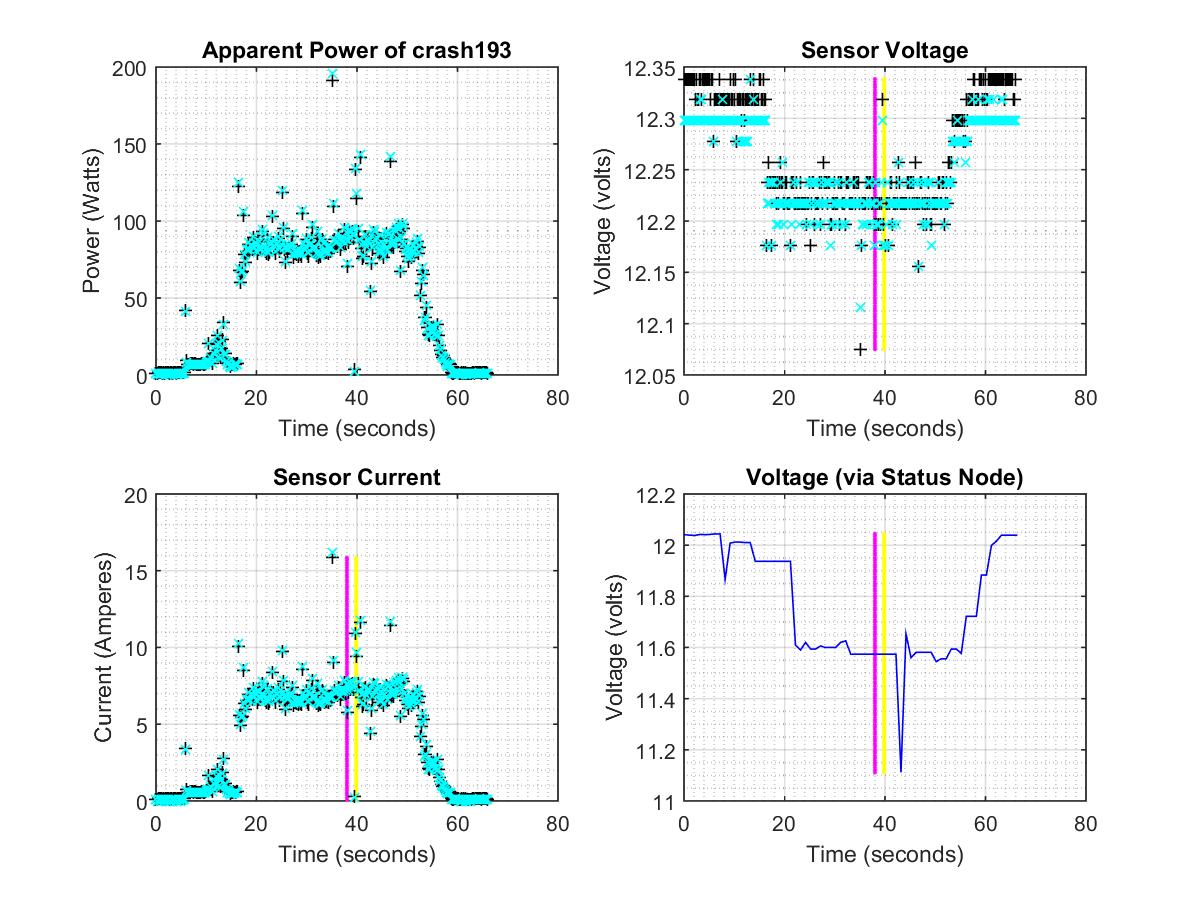 Apparent Power of crash193
200
150
100
50
0
Power (Watts)
0 20 40 60 80
Time (seconds)
Sensor Voltage
12.35
12.3
12.25
12.2
12.15
12.1
12.05
Voltage (volts)
0 20 40 60 80
Time (seconds)
Sensor Current
20
15
10
5
0
Current (Amperes)
0 20 40 60 80
Time (seconds)
Voltage (via Status Node)
12.2
12
11.8
11.6
11.4
11.2
11
Voltage (volts)
0 20 40 60 80
Time (seconds)